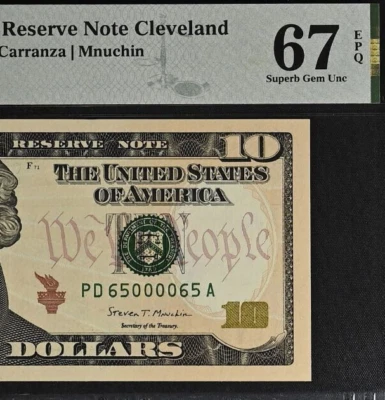 Reserve Note Cleveland
Carranza | Mnuchin
67 EPQ
Superb Gem Unc
RESERVE NOTE
10
F 71
THE UNITED STATES
OF AMERICA
We The People
PD 65000065 A
Steven T. Mnuchin
Secretary of the Treasury.
10
DOLLARS